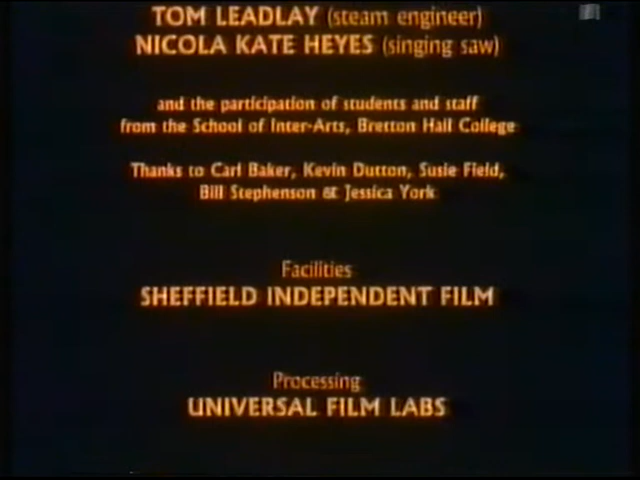 TOM LEADLAY (steam engineer)
NICOLA KATE HEYES (singing saw)
and the participation of students and staff
from the School of Inter-Arts, Bretton Hall College
Thanks to Carl Baker, Kevin Dutton, Susie Field,
Bill Stephenson & Jessica York
Facilities
SHEFFIELD INDEPENDENT FILM
Processing
UNIVERSAL FILM LABS